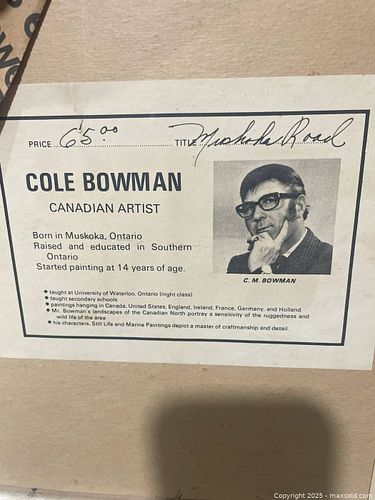 PRICE 65.00 TITLE Muskoka Road
COLE BOWMAN
CANADIAN ARTIST
Born in Muskoka, Ontario
Raised and educated in Southern
Ontario
Started painting at 14 years of age.
C. M. BOWMAN
• taught at University of Waterloo, Ontario (night class)
• taught secondary schools
• paintings hanging in Canada, United States, England, Ireland, France, Germany, and Holland
• Mr. Bowman's landscapes of the Canadian North portray a sensitivity of the ruggedness and
wild life of the area
• his characters, Still Life and Marine Paintings depict a master of craftmanship and detail.
Copyright 2025 - maxsold.com